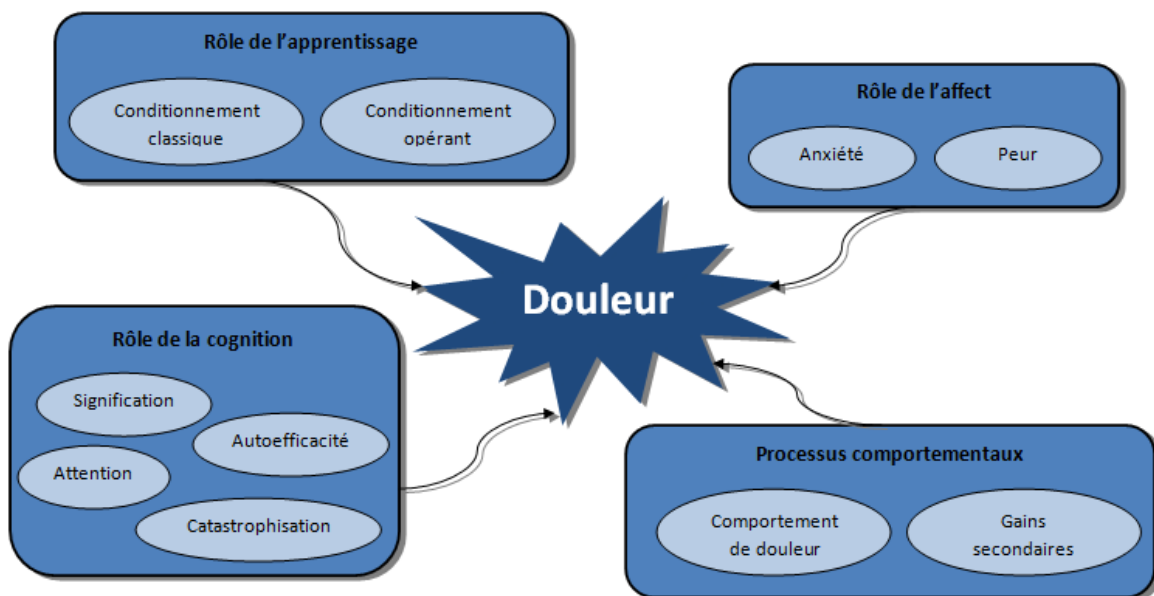 Rôle de l'apprentissage
Conditionnement
classique
Conditionnement
opérant
Rôle de l'affect
Anxiété
Peur
Douleur
Rôle de la cognition
Signification
Autoefficacité
Attention
Catastrophisation
Processus comportementaux
Comportement
de douleur
Gains
secondaires